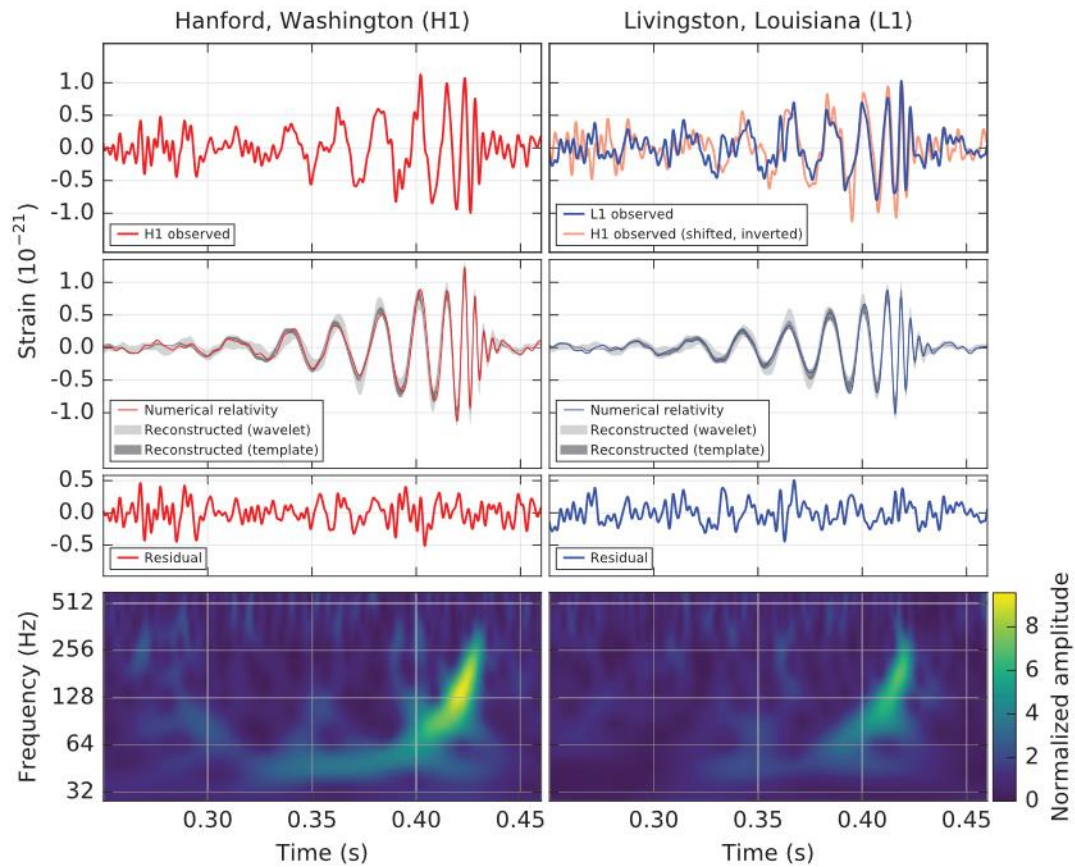 Hanford, Washington (H1)
Livingston, Louisiana (L1)
Strain (10⁻²¹)
1.0
0.5
0.0
-0.5
-1.0
H1 observed
L1 observed
H1 observed (shifted, inverted)
1.0
0.5
0.0
-0.5
-1.0
Numerical relativity
Reconstructed (wavelet)
Reconstructed (template)
Numerical relativity
Reconstructed (wavelet)
Reconstructed (template)
0.5
0.0
-0.5
Residual
Residual
Frequency (Hz)
512
256
128
64
32
Normalized amplitude
8
6
4
2
0
0.30
0.35
0.40
0.45
0.30
0.35
0.40
0.45
Time (s)
Time (s)